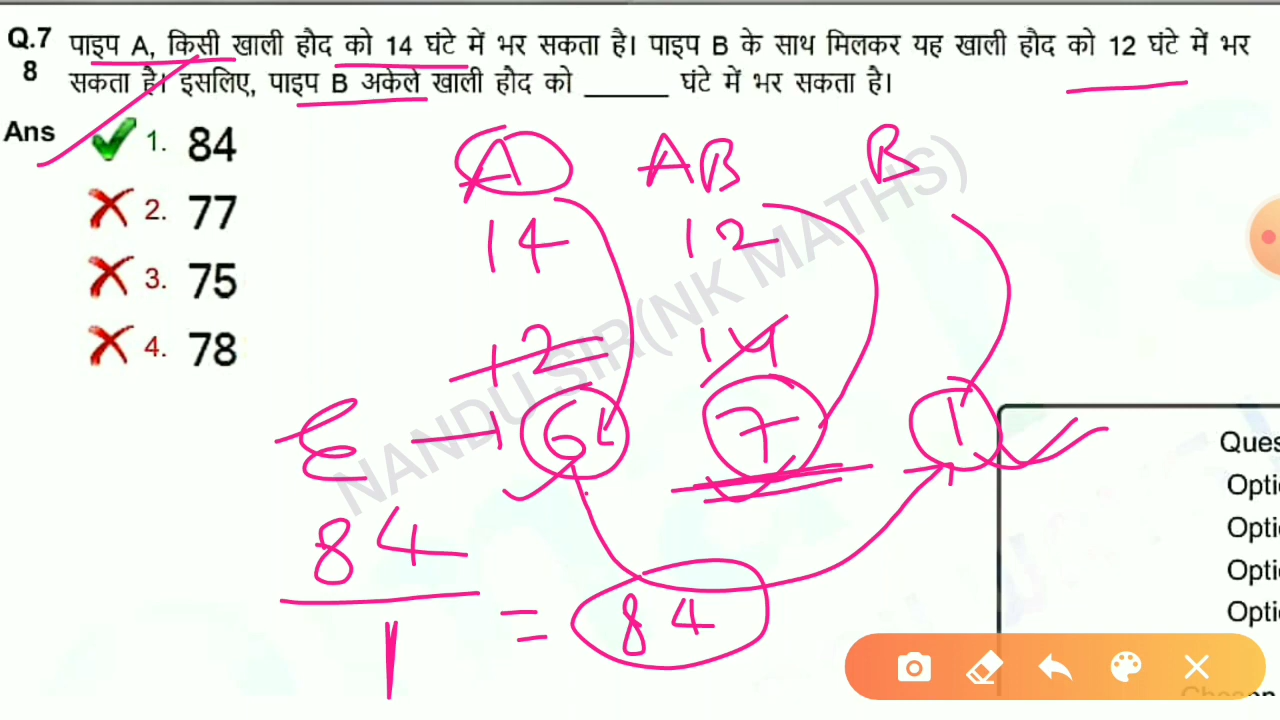 Q.7 पाइप A, किसी खाली हौद को 14 घंटे में भर सकता है। पाइप B के साथ मिलकर यह खाली हौद को 12 घंटे में भर
8 सकता है। इसलिए, पाइप B अकेले खाली हौद को ______ घंटे में भर सकता है।
Ans 1. 84
2. 77
3. 75
4. 78
A AB B
14 12
12 14
E 6 7 1
84
1
= 84
NANDU SIR(NK MATHS)
Ques
Opti
Opti
Opti
Opti